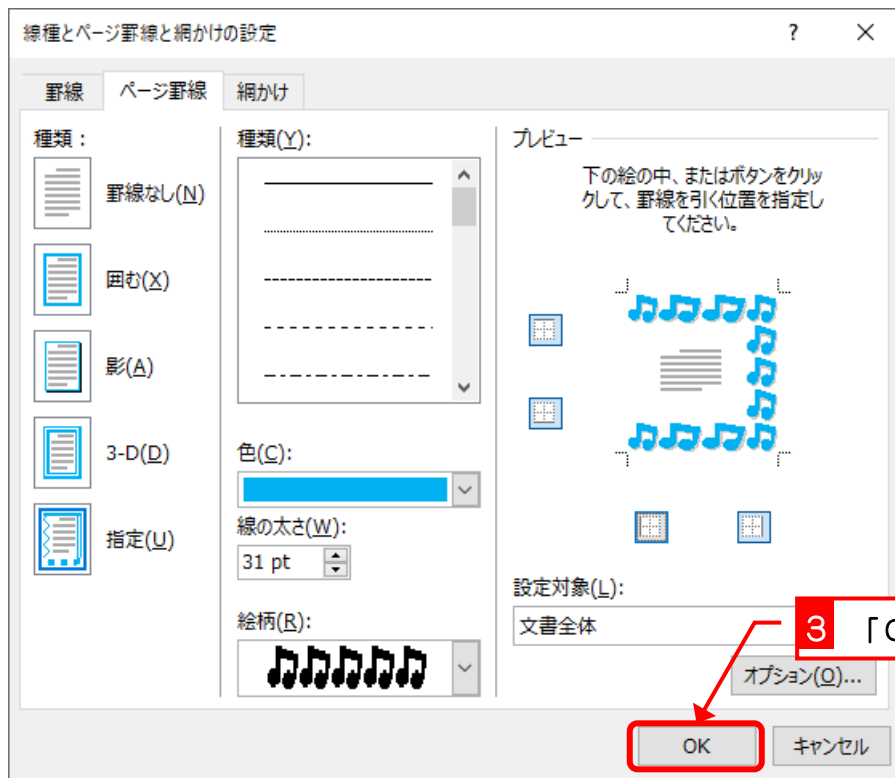 線種とページ罫線と網かけの設定
?
罫線
ページ罫線
網かけ
種類：
罫線なし(N)
囲む(X)
影(A)
3-D(D)
指定(U)
種類(Y):
色(C):
線の太さ(W):
31 pt
絵柄(R):
プレビュー
下の絵の中、またはボタンをクリッ
クして、罫線を引く位置を指定し
てください。
設定対象(L):
文書全体
3 「O
オプション(O)...
OK
キャンセル